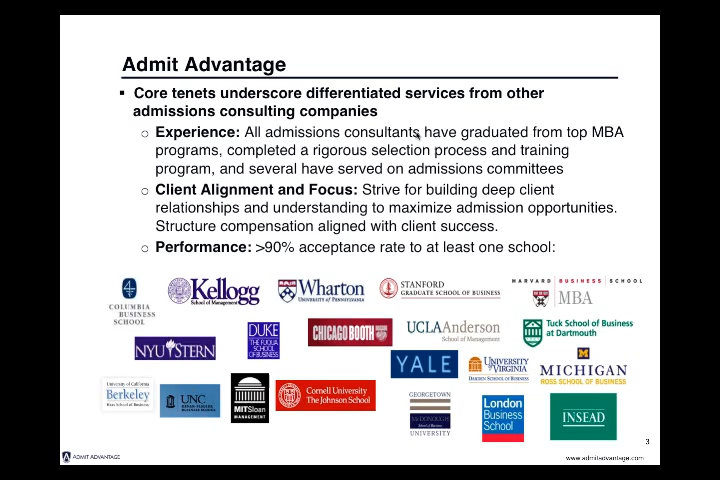 Admit Advantage
▪ Core tenets underscore differentiated services from other
admissions consulting companies
○ Experience: All admissions consultants have graduated from top MBA
programs, completed a rigorous selection process and training
program, and several have served on admissions committees
○ Client Alignment and Focus: Strive for building deep client
relationships and understanding to maximize admission opportunities.
Structure compensation aligned with client success.
○ Performance: >90% acceptance rate to at least one school:
COLUMBIA
BUSINESS
SCHOOL
Kellogg
School of Management
Wharton
UNIVERSITY of PENNSYLVANIA
STANFORD
GRADUATE SCHOOL OF BUSINESS
HARVARD BUSINESS SCHOOL
MBA
NYU STERN
DUKE
THE FUQUA
SCHOOL
OF BUSINESS
CHICAGO BOOTH
UCLA Anderson
School of Management
Tuck School of Business
at Dartmouth
YALE
UNIVERSITY
of VIRGINIA
DARDEN SCHOOL OF BUSINESS
MICHIGAN
ROSS SCHOOL OF BUSINESS
University of California
Berkeley
Haas School of Business
UNC
MIT Sloan
MANAGEMENT
Cornell University
The Johnson School
GEORGETOWN
McDONOUGH
School of Business
UNIVERSITY
London
Business
School
INSEAD
3
ADMIT ADVANTAGE
www.admitadvantage.com